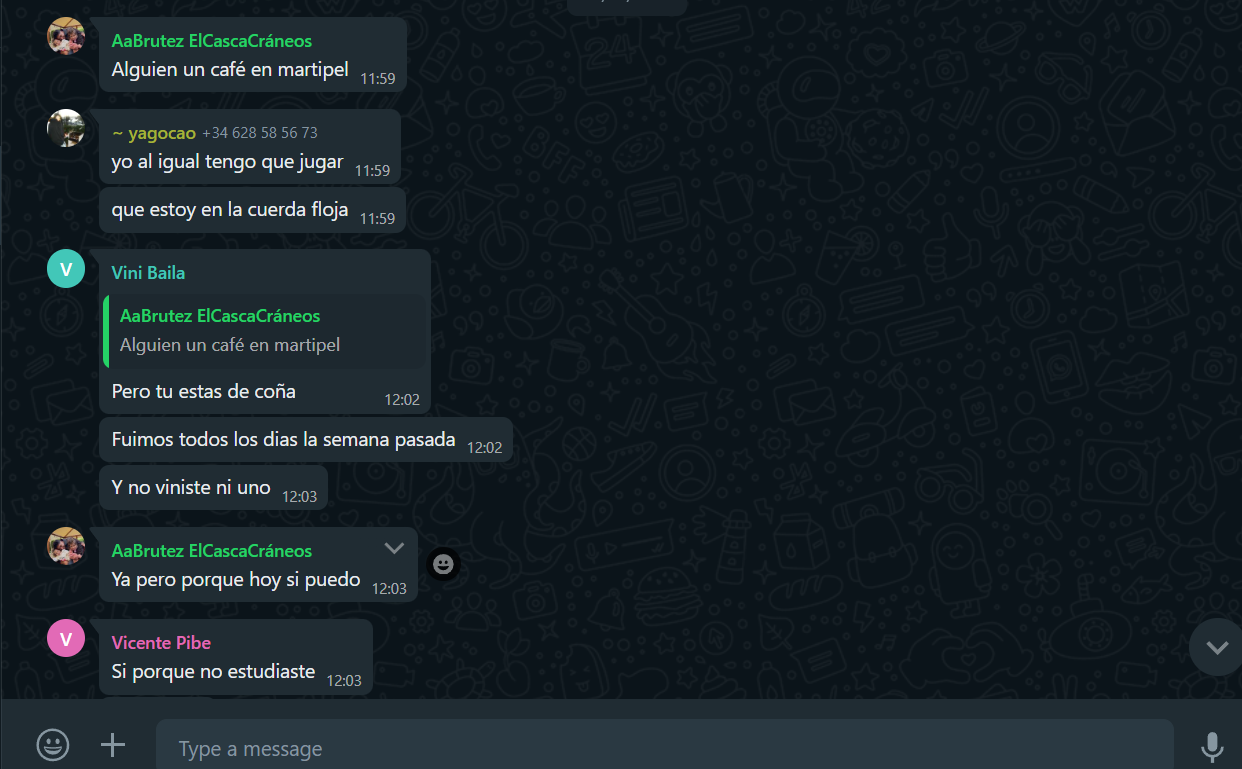 AaBrutez ElCascaCráneos
Alguien un café en martipel 11:59
~ yagocao +34 628 58 56 73
yo al igual tengo que jugar 11:59
que estoy en la cuerda floja 11:59
V
Vini Baila
AaBrutez ElCascaCráneos
Alguien un café en martipel
Pero tu estas de coña 12:02
Fuimos todos los dias la semana pasada 12:02
Y no viniste ni uno 12:03
AaBrutez ElCascaCráneos
Ya pero porque hoy si puedo 12:03
V
Vicente Pibe
Si porque no estudiaste 12:03
Type a message